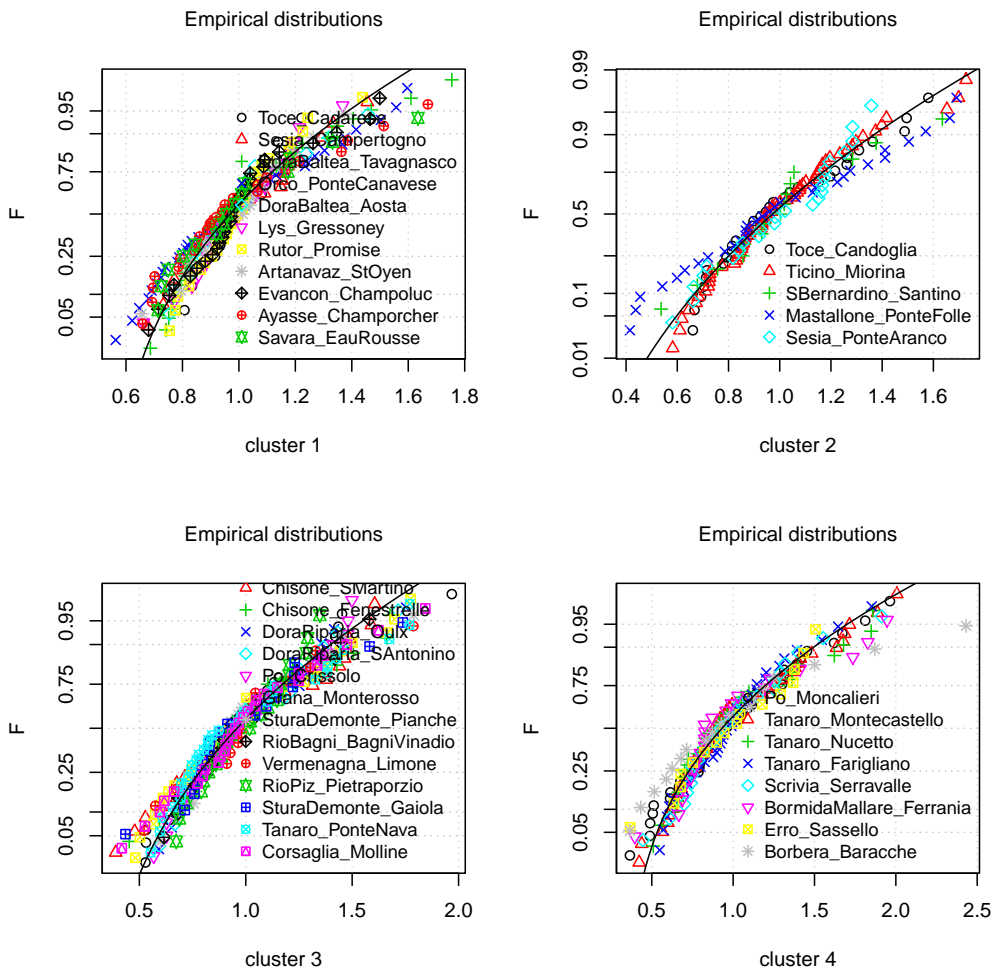 Empirical distributions
F
0.05 0.25 0.75 0.95
Toce_Cadarese
Sesia_Campertogno
DoraBaltea_Tavagnasco
Orco_PonteCanavese
DoraBaltea_Aosta
Lys_Gressoney
Rutor_Promise
Artanavaz_StOyen
Evancon_Champoluc
Ayasse_Champorcher
Savara_EauRousse
0.6 0.8 1.0 1.2 1.4 1.6 1.8
cluster 1
Empirical distributions
F
0.01 0.1 0.5 0.9 0.99
Toce_Candoglia
Ticino_Miorina
SBernardino_Santino
Mastallone_PonteFolle
Sesia_PonteAranco
0.4 0.6 0.8 1.0 1.2 1.4 1.6
cluster 2
Empirical distributions
F
0.05 0.25 0.75 0.95
Chisone_SMartino
Chisone_Fenestrelle
DoraRiparia_Oulx
DoraRiparia_SAntonino
Po_Crissolo
Grana_Monterosso
SturaDemonte_Pianche
RioBagni_BagniVinadio
Vermenagna_Limone
RioPiz_Pietraporzio
SturaDemonte_Gaiola
Tanaro_PonteNava
Corsaglia_Molline
0.5 1.0 1.5 2.0
cluster 3
Empirical distributions
F
0.05 0.25 0.75 0.95
Po_Moncalieri
Tanaro_Montecastello
Tanaro_Nucetto
Tanaro_Farigliano
Scrivia_Serravalle
BormidaMallare_Ferrania
Erro_Sassello
Borbera_Baracche
0.5 1.0 1.5 2.0 2.5
cluster 4